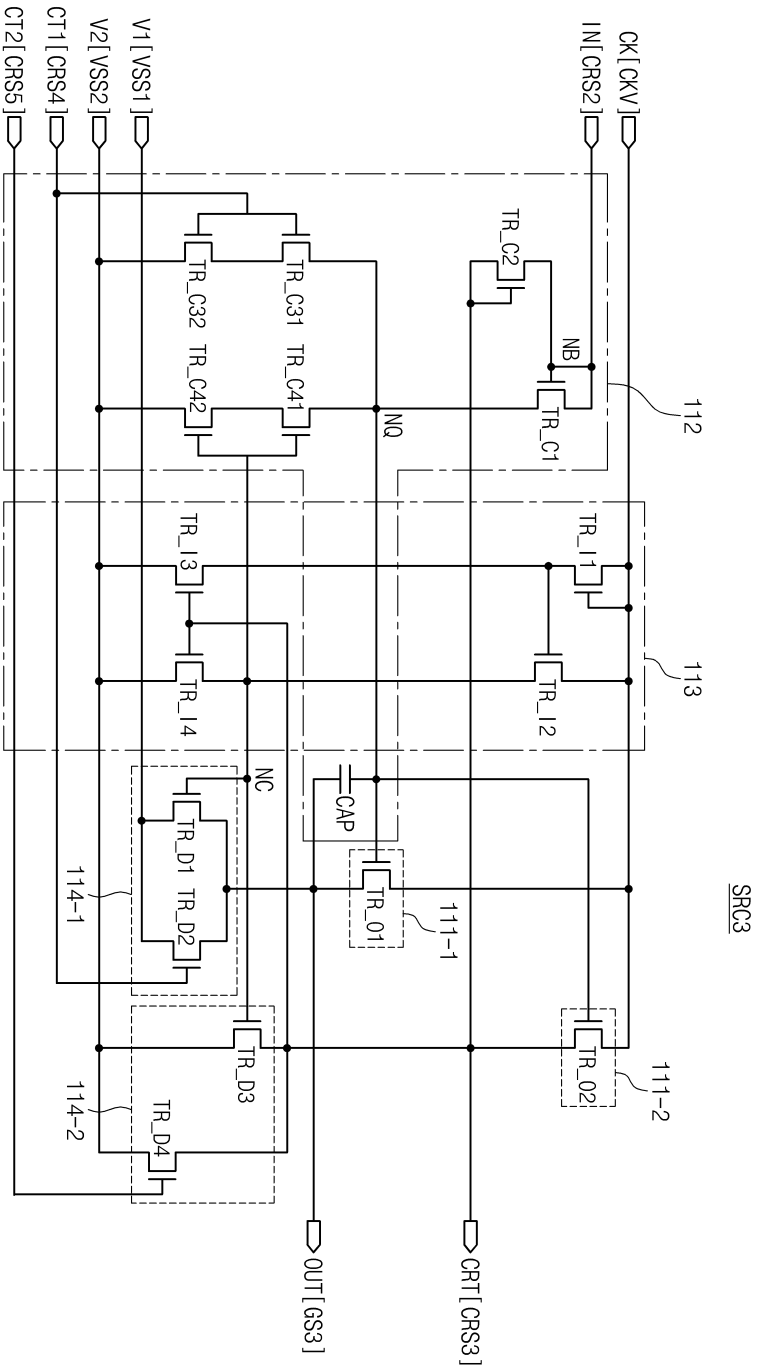 SRC3
CK[CKV]
IN[CRS2]
V1[VSS1]
V2[VSS2]
CT1[CRS4]
CT2[CRS5]
112
113
111-1
111-2
114-1
114-2
TR_C2
NB
TR_C1
TR_C31
TR_C32
TR_C41
TR_C42
NQ
TR_I1
TR_I2
TR_I3
TR_I4
NC
CAP
TR_O1
TR_O2
TR_D1
TR_D2
TR_D3
TR_D4
CRT[CRS3]
OUT[GS3]